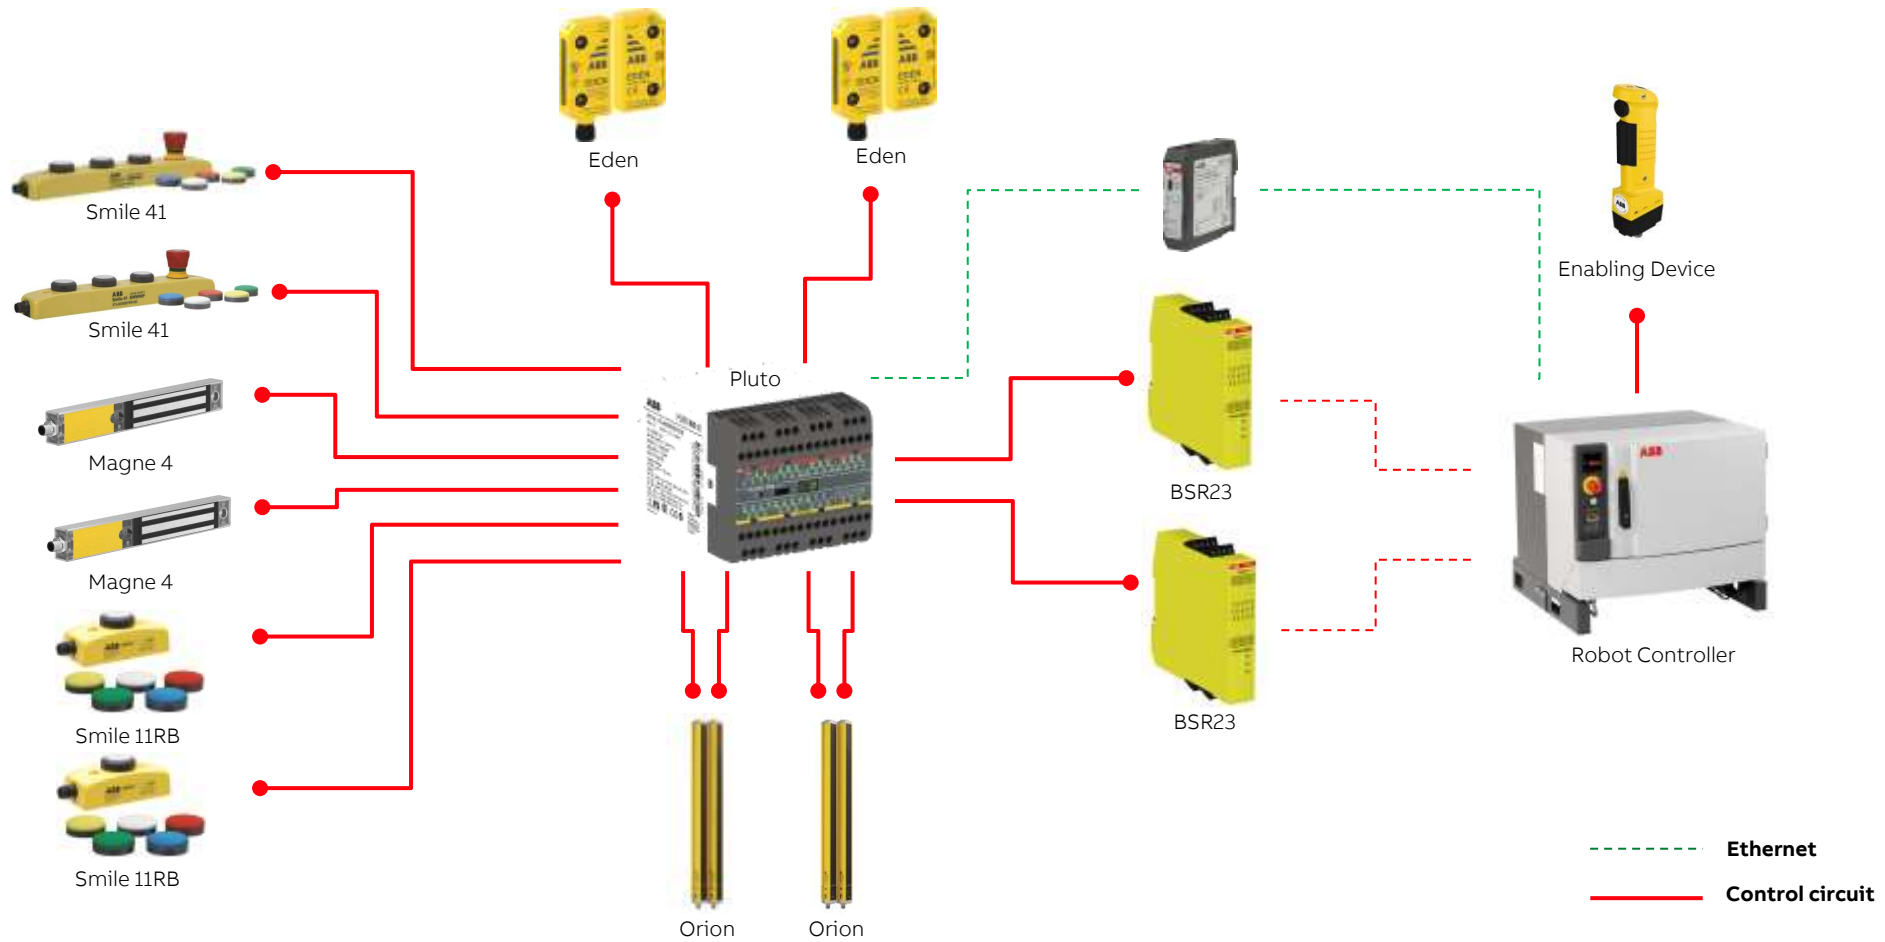 Eden
Eden
Smile 41
Enabling Device
Smile 41
Pluto
Magne 4
BSR23
ABB
Magne 4
Robot Controller
BSR23
Smile 11RB
Smile 11RB
Orion
Orion
Ethernet
Control circuit